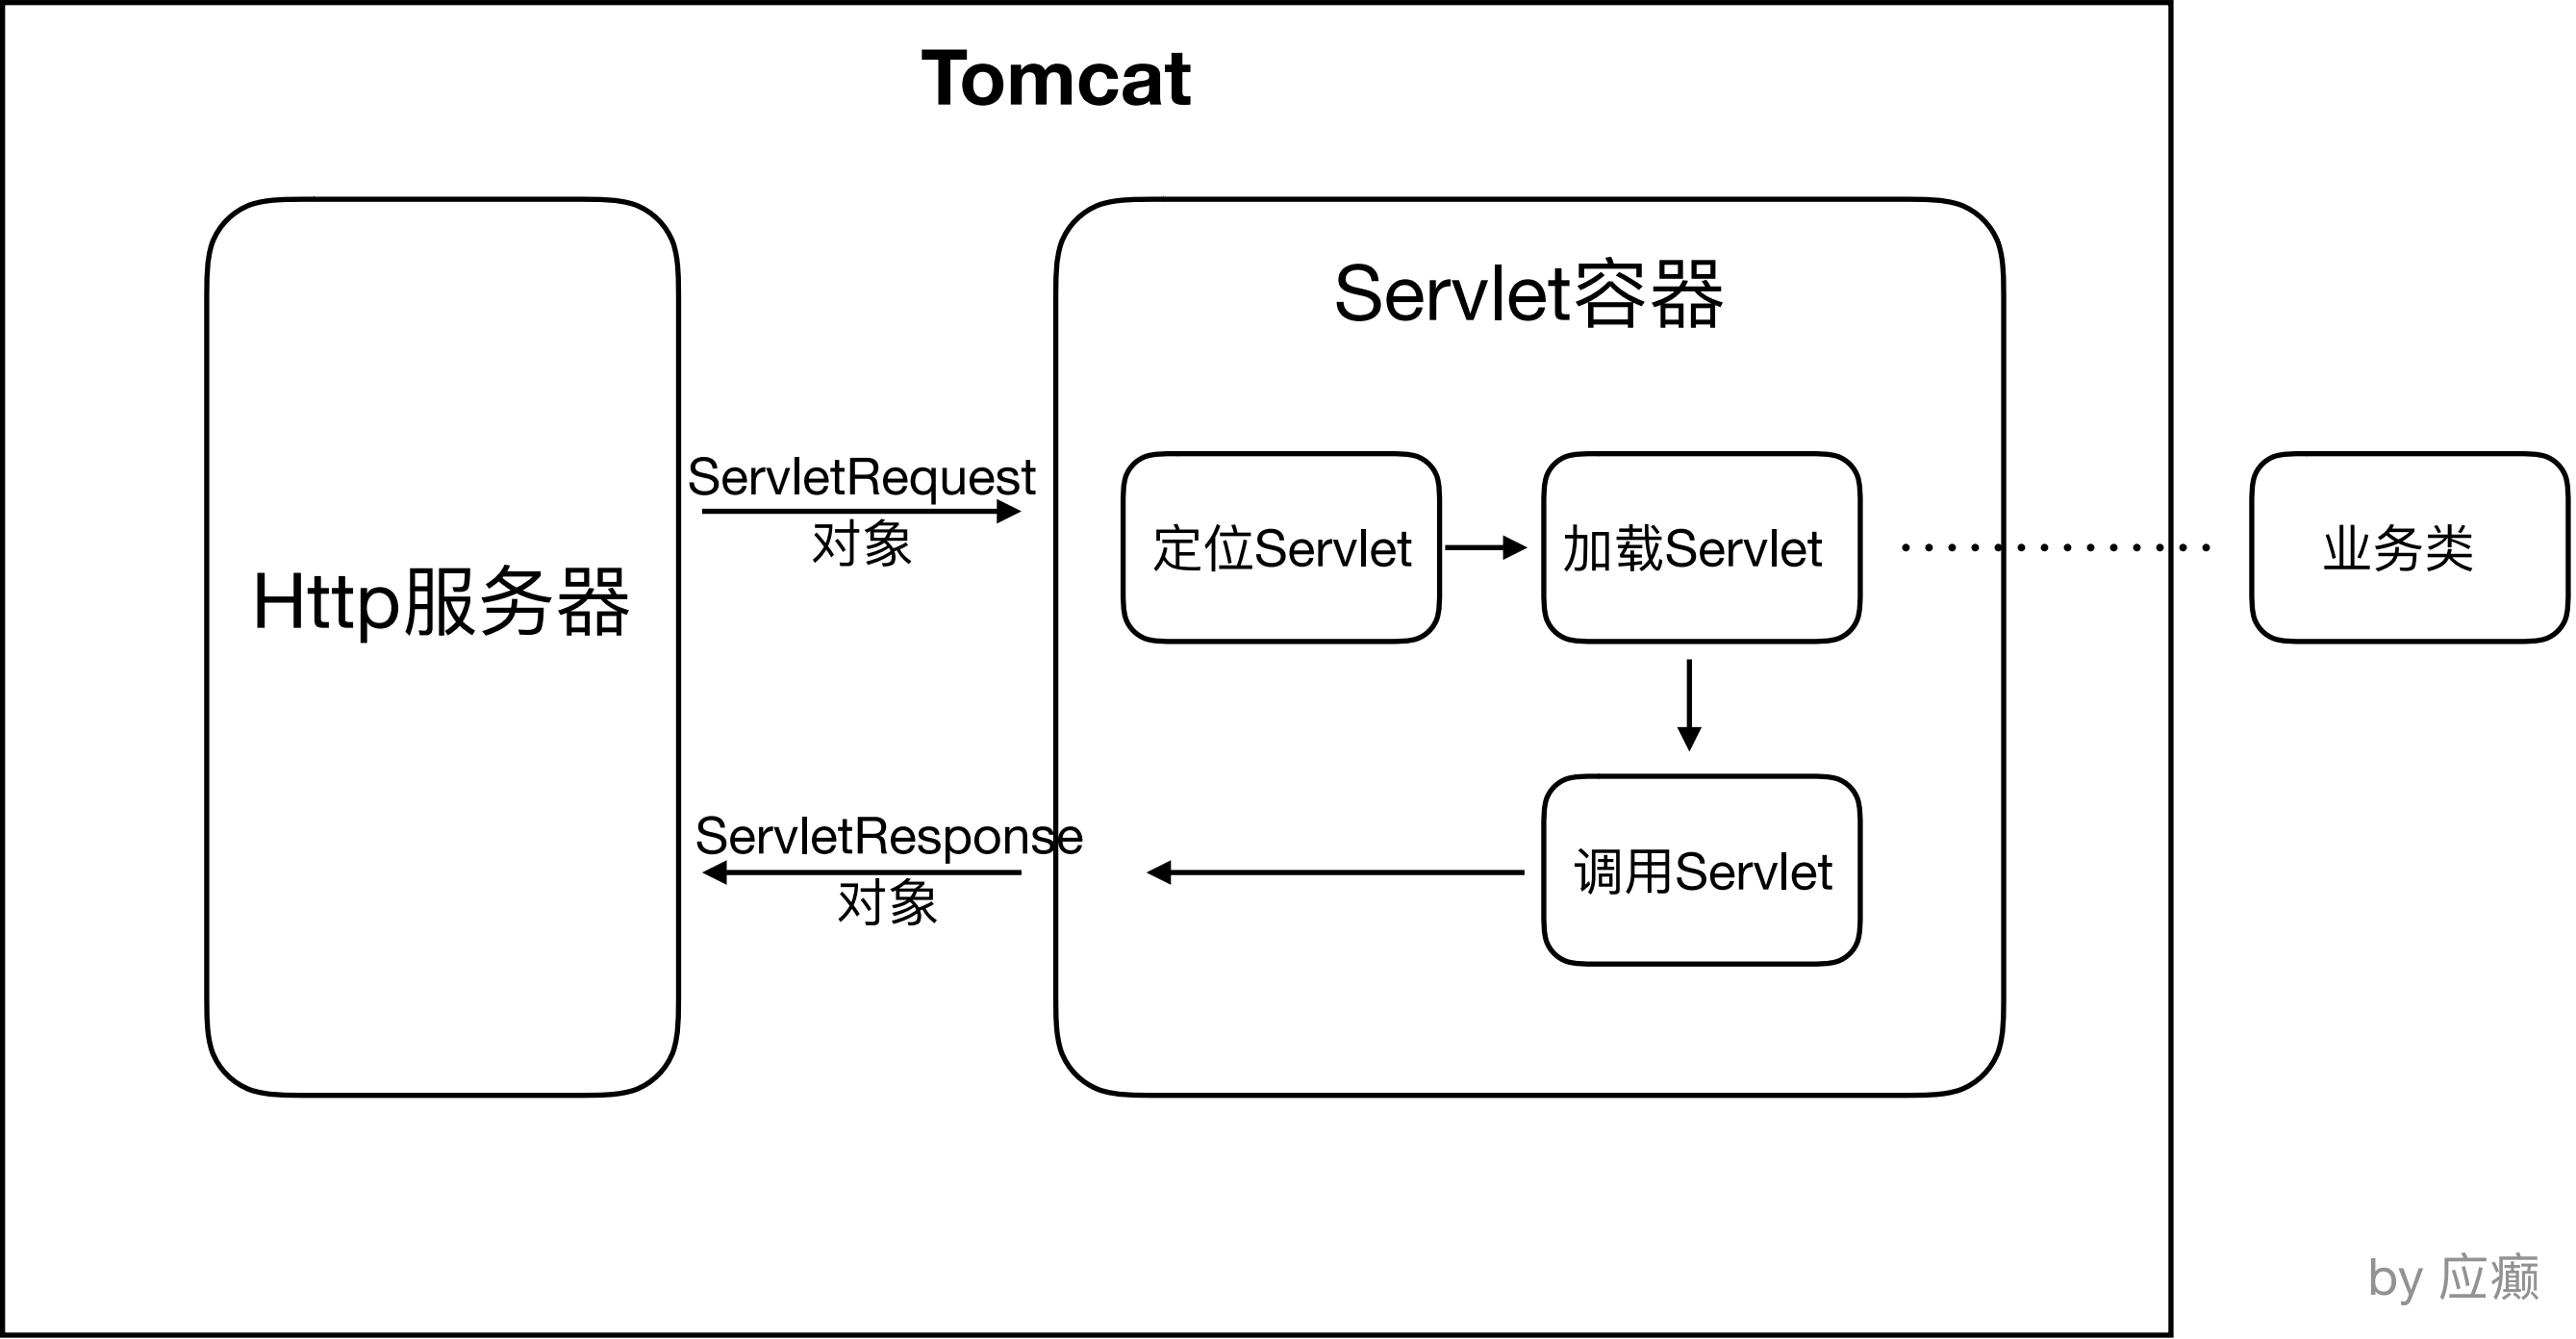 Tomcat
Servlet容器
ServletRequest
对象
定位Servlet
加载Servlet
业务类
Http服务器
ServletResponse
对象
调用Servlet
by 应癫